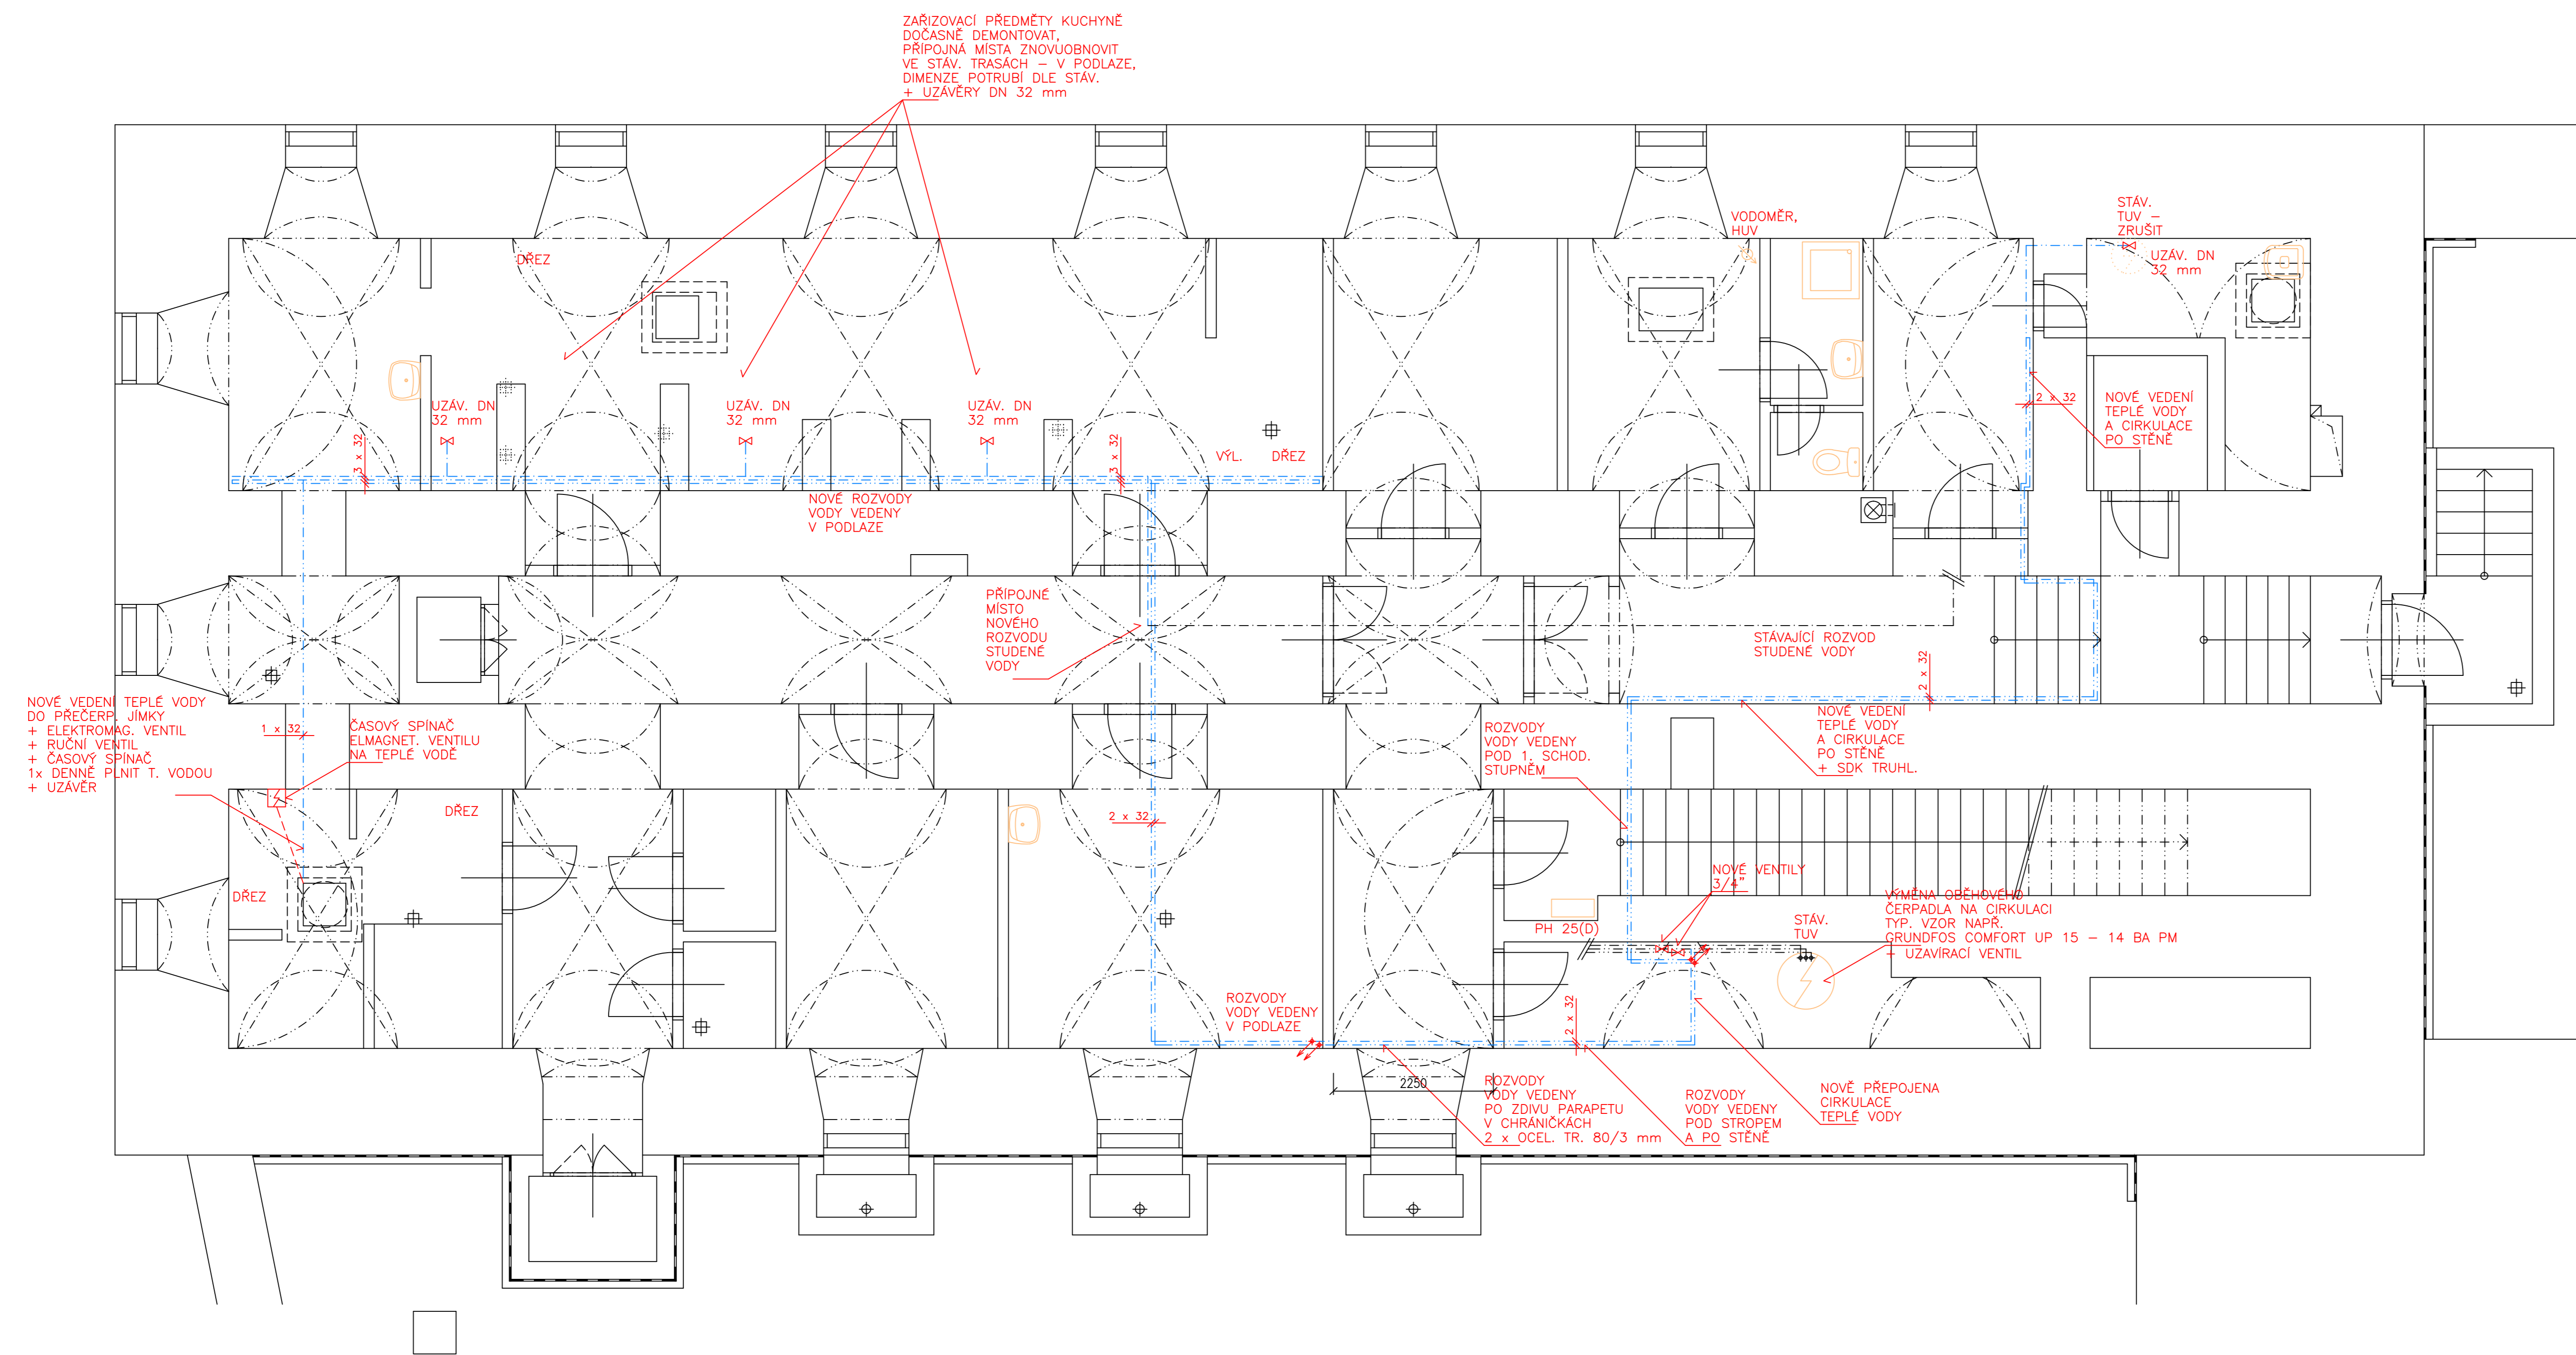 ZAŘIZOVACÍ PŘEDMĚTY KUCHYNĚ
DOČASNĚ DEMONTOVAT,
PŘÍPOJNÁ MÍSTA ZNOVUOBNOVIT
VE STÁV. TRASÁCH – V PODLAZE,
DIMENZE POTRUBÍ DLE STÁV.
+ UZÁVĚRY DN 32 mm
VODOMĚR,
HUV
STÁV.
TUV –
ZRUŠIT
UZÁV. DN
32 mm
DŘEZ
UZÁV. DN
32 mm
UZÁV. DN
32 mm
UZÁV. DN
32 mm
2 x 32
NOVÉ VEDENÍ
TEPLÉ VODY
A CIRKULACE
PO STĚNĚ
3 x 32
3 x 32
VÝL.
DŘEZ
NOVÉ ROZVODY
VODY VEDENY
V PODLAZE
PŘÍPOJNÉ
MÍSTO
NOVÉHO
ROZVODU
STUDENÉ
VODY
STÁVAJÍCÍ ROZVOD
STUDENÉ VODY
2 x 32
NOVÉ VEDENÍ TEPLÉ VODY
DO PŘEČERP. JÍMKY
+ ELEKTROMAG. VENTIL
+ RUČNÍ VENTIL
+ ČASOVÝ SPÍNAČ
1x DENNĚ PLNIT T. VODOU
+ UZÁVĚR
1 x 32
ČASOVÝ SPÍNAČ
ELMAGNET. VENTILU
NA TEPLÉ VODĚ
ROZVODY
VODY VEDENY
POD 1. SCHOD.
STUPNĚM
NOVÉ VEDENÍ
TEPLÉ VODY
A CIRKULACE
PO STĚNĚ
+ SDK TRUHL.
DŘEZ
2 x 32
DŘEZ
NOVÉ VENTILY
3/4"
VÝMĚNA OBĚHOVÉHO
ČERPADLA NA CIRKULACI
TYP. VZOR NAPŘ.
GRUNDFOS COMFORT UP 15 – 14 BA PM
+ UZAVÍRACÍ VENTIL
PH 25(D)
STÁV.
TUV
ROZVODY
VODY VEDENY
V PODLAZE
2 x 32
2250
ROZVODY
VODY VEDENY
PO ZDIVU PARAPETU
V CHRÁNIČKÁCH
2 x OCEL. TR. 80/3 mm
ROZVODY
VODY VEDENY
POD STROPEM
A PO STĚNĚ
NOVĚ PŘEPOJENA
CIRKULACE
TEPLÉ VODY